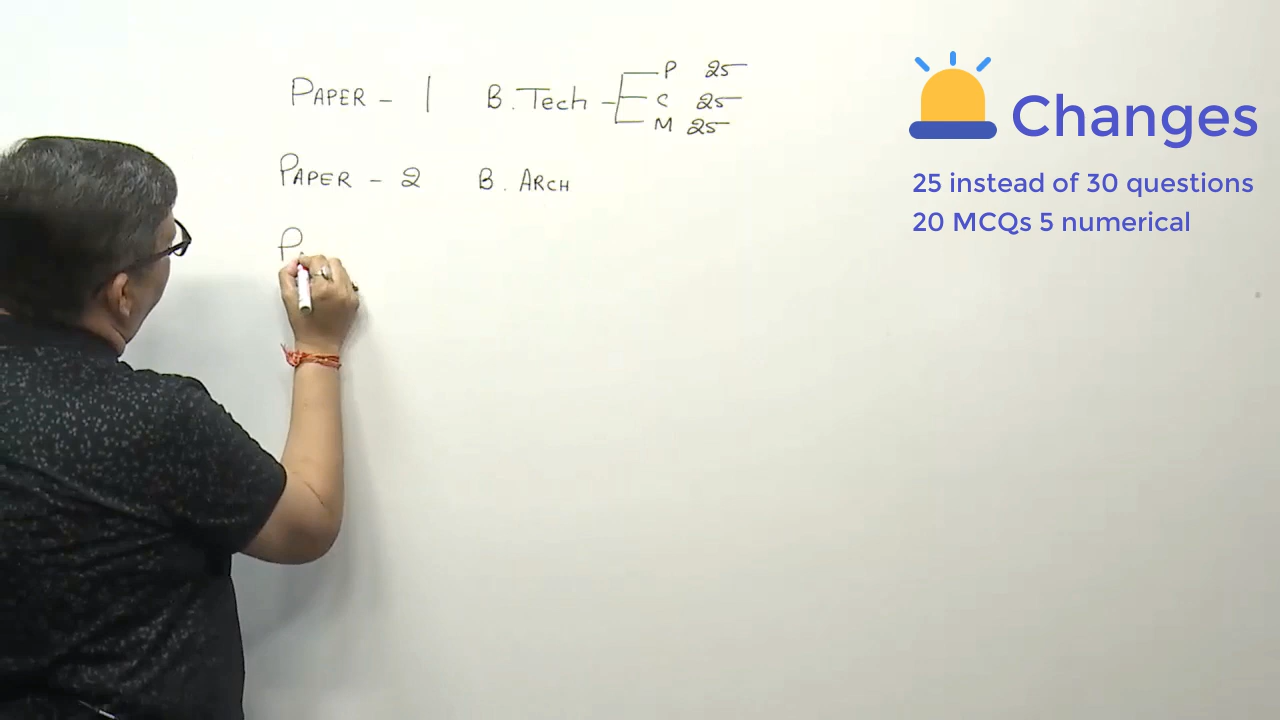 PAPER - 1 B. Tech P 25
C 25
M 25
PAPER - 2 B. ARCH
P
Changes
25 instead of 30 questions
20 MCQs 5 numerical